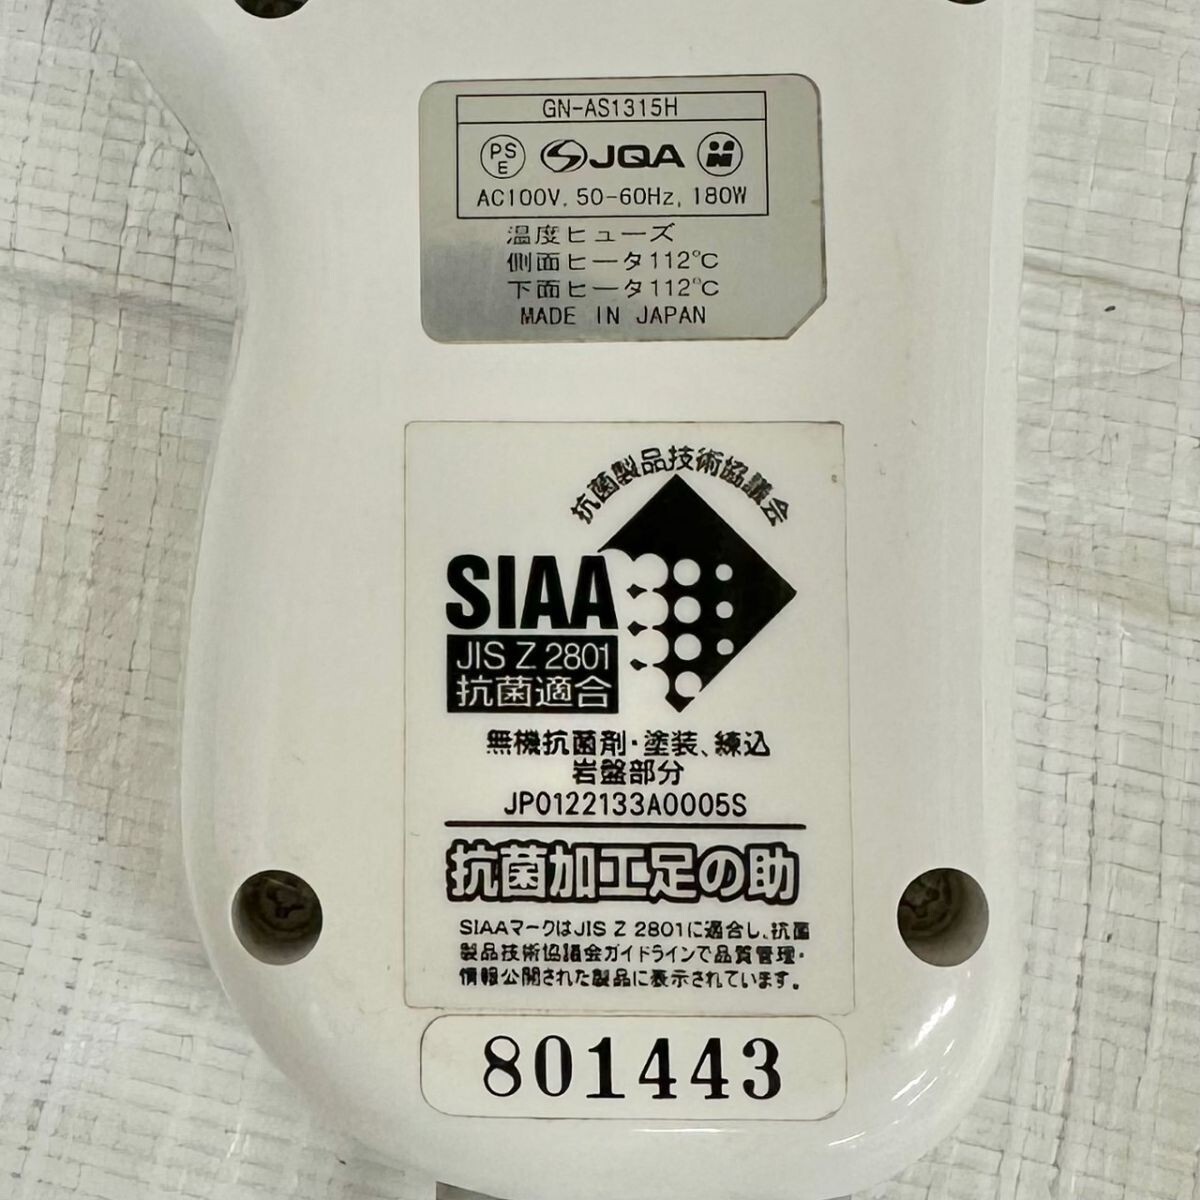 GN-AS1315H
PS
E
JQA
AC100V, 50-60Hz, 180W
温度ヒューズ
側面ヒータ112℃
下面ヒータ112℃
MADE IN JAPAN
抗菌製品技術協議会
SIAA
JIS Z 2801
抗菌適合
無機抗菌剤・塗装、練込
岩盤部分
JP0122133A0005S
抗菌加工足の助
SIAAマークはJIS Z 2801に適合し、抗菌
製品技術協議会ガイドラインで品質管理・
情報公開された製品に表示されています。
801443